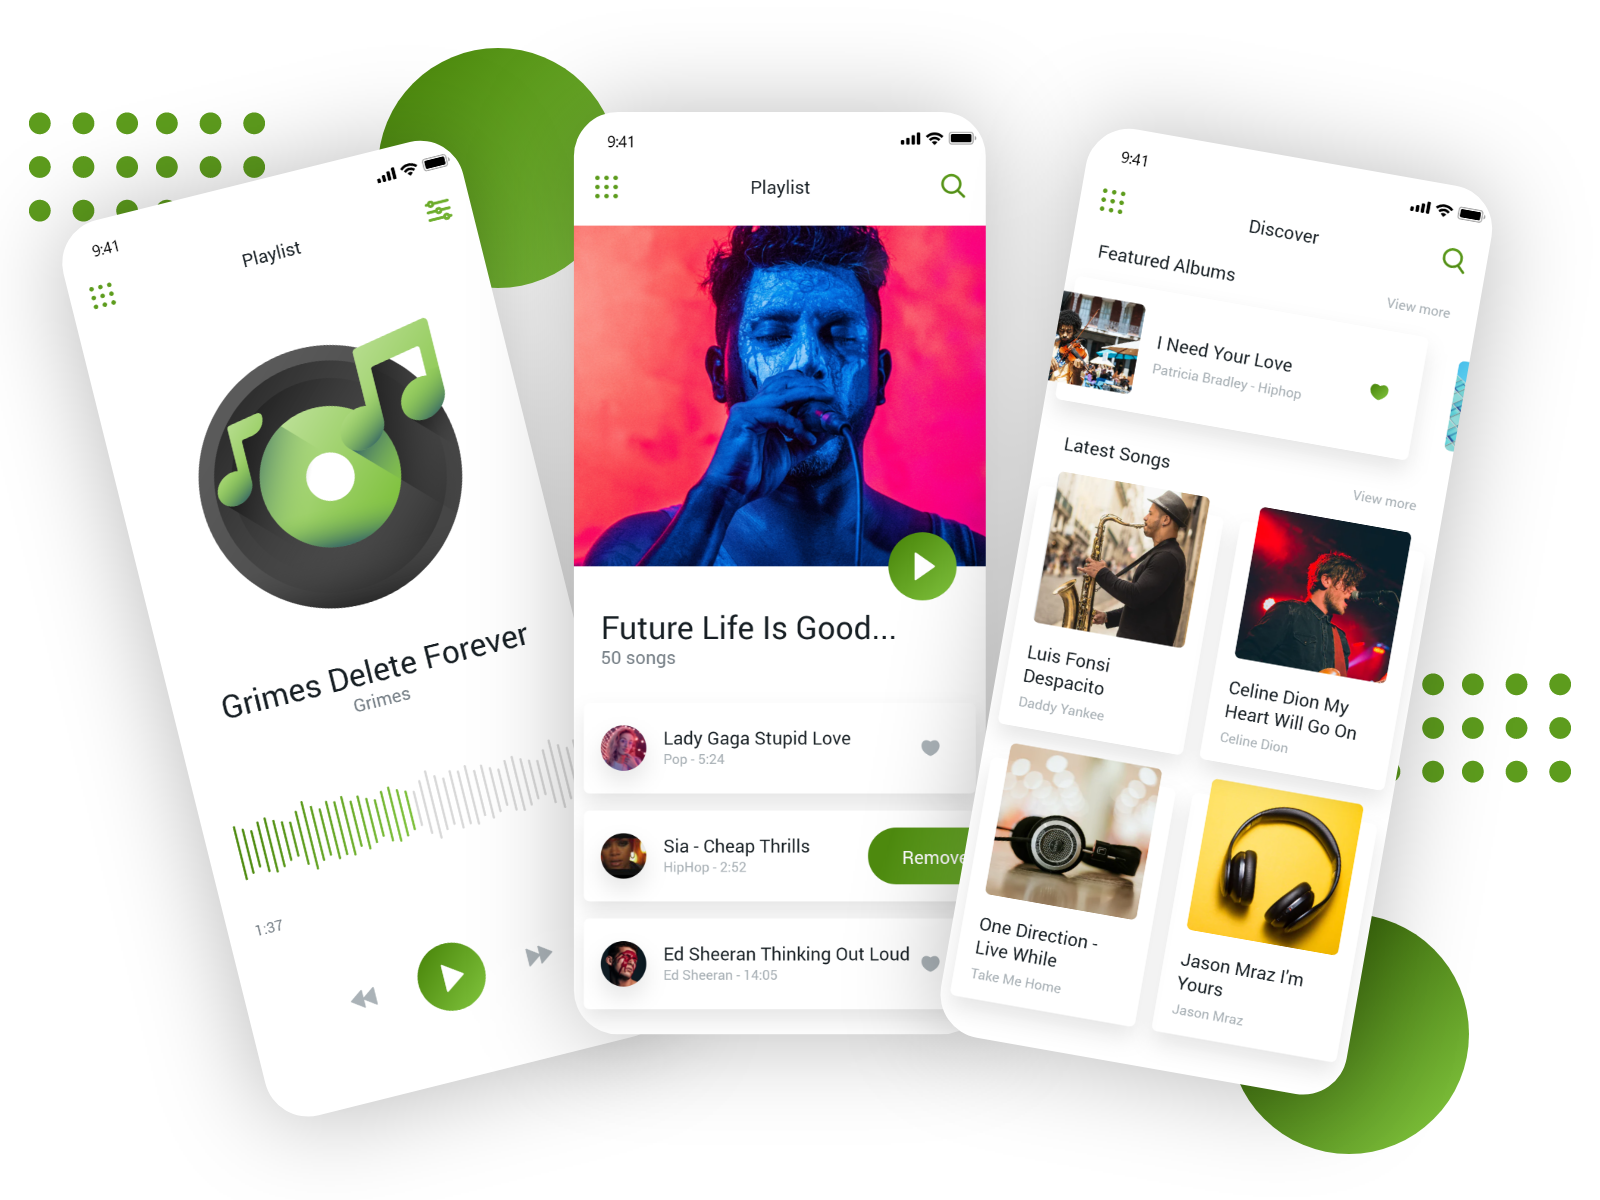 9:41
Playlist
Grimes Delete Forever
Grimes
1:37
9:41
Playlist
Future Life Is Good...
50 songs
Lady Gaga Stupid Love
Pop - 5:24
Sia - Cheap Thrills
HipHop - 2:52
Remove
Ed Sheeran Thinking Out Loud
Ed Sheeran - 14:05
9:41
Discover
Featured Albums
View more
I Need Your Love
Patricia Bradley - Hiphop
Latest Songs
View more
Luis Fonsi
Despacito
Daddy Yankee
Celine Dion My
Heart Will Go On
Celine Dion
One Direction -
Live While
Take Me Home
Jason Mraz I'm
Yours
Jason Mraz